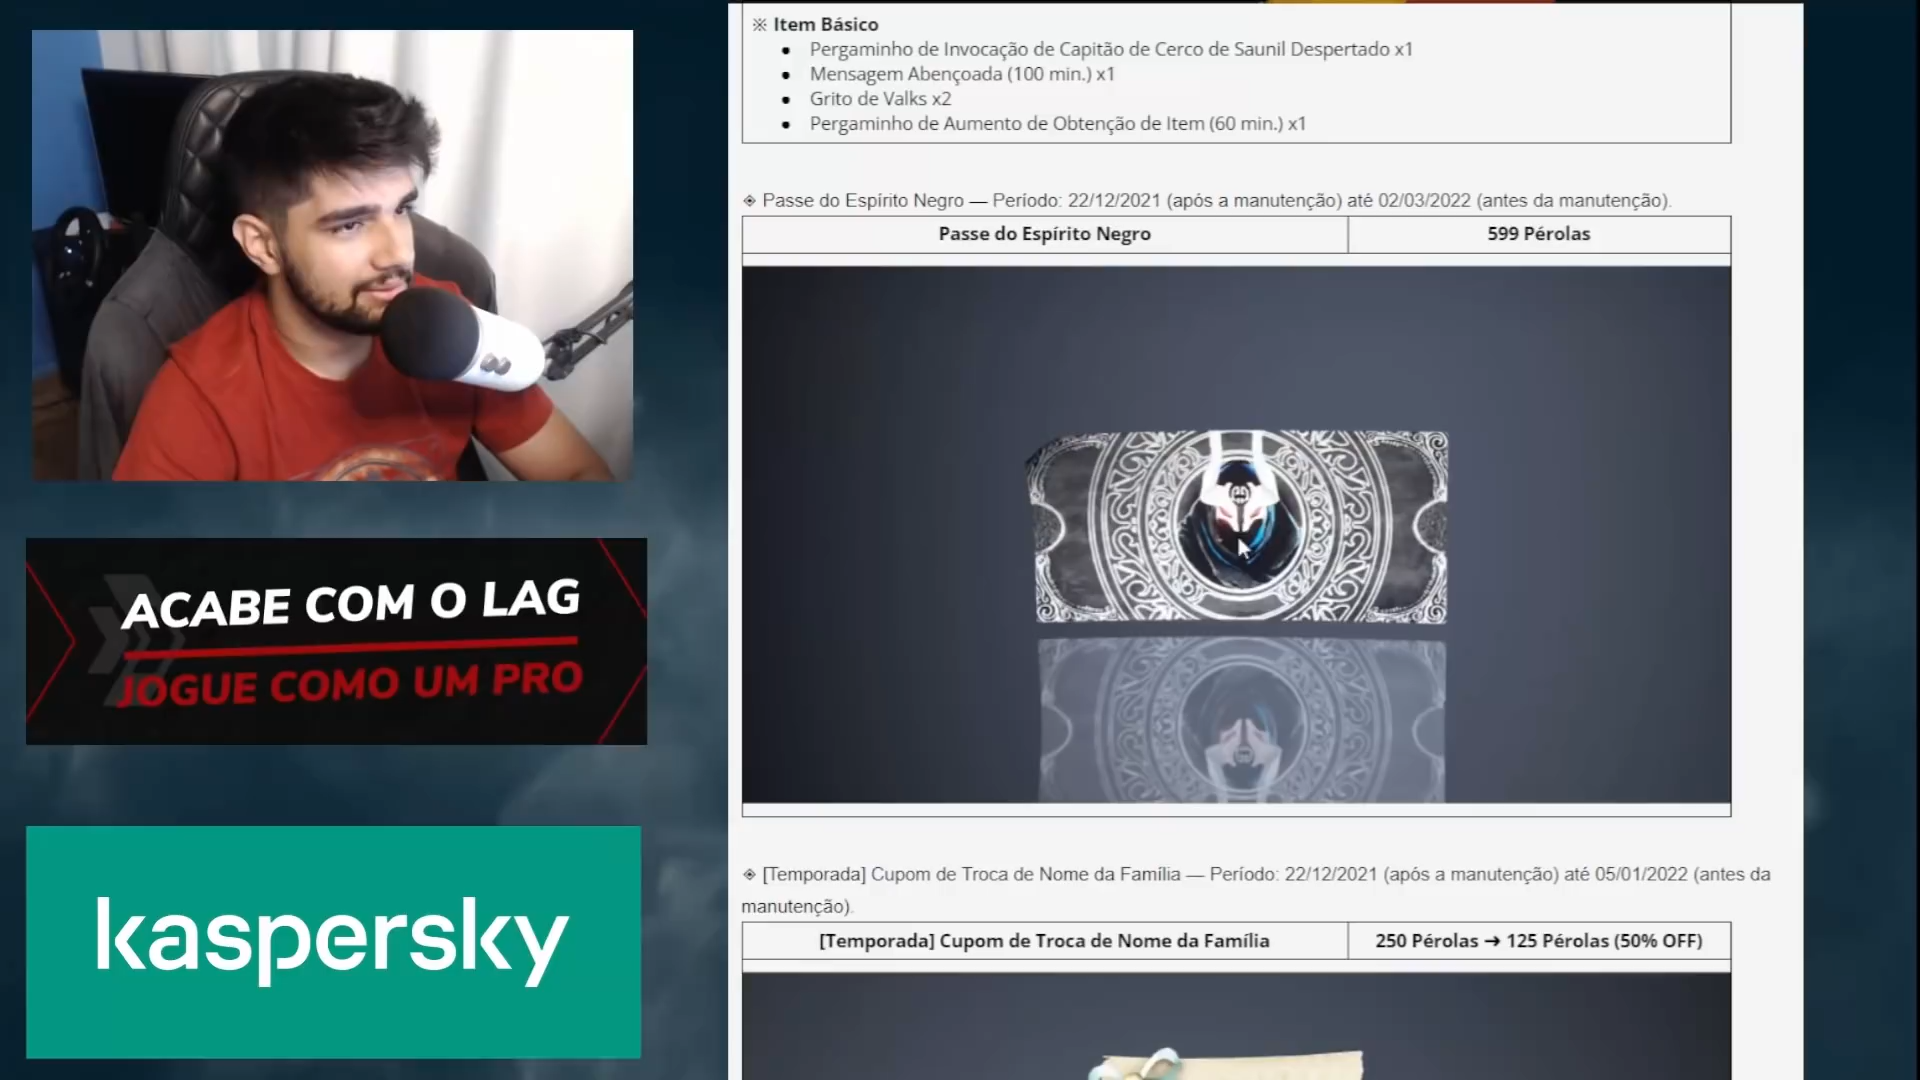 ※ Item Básico
• Pergaminho de Invocação de Capitão de Cerco de Saunil Despertado x1
• Mensagem Abençoada (100 min.) x1
• Grito de Valks x2
• Pergaminho de Aumento de Obtenção de Item (60 min.) x1
◈ Passe do Espírito Negro — Período: 22/12/2021 (após a manutenção) até 02/03/2022 (antes da manutenção).
Passe do Espírito Negro 599 Pérolas
◈ [Temporada] Cupom de Troca de Nome da Família — Período: 22/12/2021 (após a manutenção) até 05/01/2022 (antes da
manutenção).
[Temporada] Cupom de Troca de Nome da Família 250 Pérolas → 125 Pérolas (50% OFF)
ACABE COM O LAG
JOGUE COMO UM PRO
kaspersky